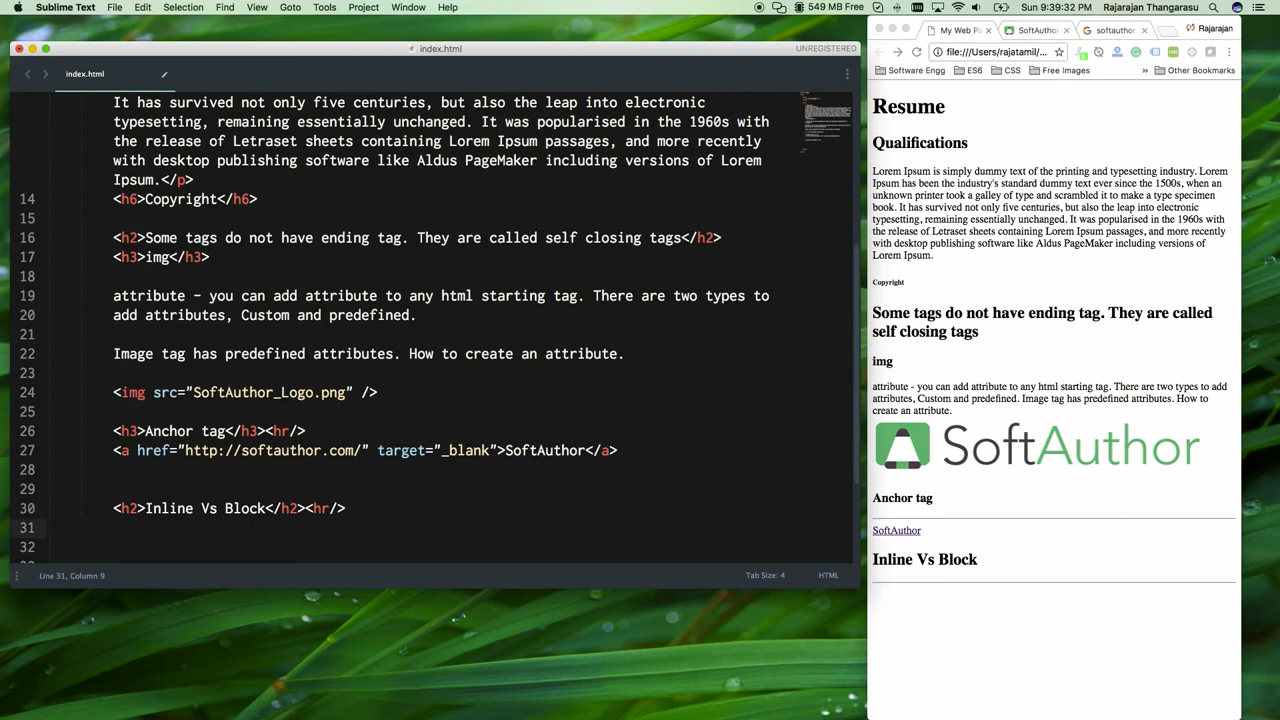 Sublime Text File Edit Selection Find View Goto Tools Project Window Help
549 MB Free
Sun 9:39:32 PM Rajarajan Thangarasu
index.html
UNREGISTERED
index.html
It has survived not only five centuries, but also the leap into electronic
typesetting, remaining essentially unchanged. It was popularised in the 1960s with
the release of Letraset sheets containing Lorem Ipsum passages, and more recently
with desktop publishing software like Aldus PageMaker including versions of Lorem
Ipsum.</p>
14 <h6>Copyright</h6>
15
16 <h2>Some tags do not have ending tag. They are called self closing tags</h2>
17 <h3>img</h3>
18
19 attribute – you can add attribute to any html starting tag. There are two types to
20 add attributes, Custom and predefined.
21
22 Image tag has predefined attributes. How to create an attribute.
23
24 <img src="SoftAuthor_Logo.png" />
25
26 <h3>Anchor tag</h3><hr/>
27 <a href="http://softauthor.com/" target="_blank">SoftAuthor</a>
28
29
30 <h2>Inline Vs Block</h2><hr/>
31
32
Line 31, Column 9
Tab Size: 4
HTML
My Web Pa
SoftAuthor
softauthor
Rajarajan
file:///Users/rajatamil/...
Software Engg ES6 CSS Free Images » Other Bookmarks
Resume
Qualifications
Lorem Ipsum is simply dummy text of the printing and typesetting industry. Lorem
Ipsum has been the industry's standard dummy text ever since the 1500s, when an
unknown printer took a galley of type and scrambled it to make a type specimen
book. It has survived not only five centuries, but also the leap into electronic
typesetting, remaining essentially unchanged. It was popularised in the 1960s with
the release of Letraset sheets containing Lorem Ipsum passages, and more recently
with desktop publishing software like Aldus PageMaker including versions of
Lorem Ipsum.
Copyright
Some tags do not have ending tag. They are called
self closing tags
img
attribute - you can add attribute to any html starting tag. There are two types to add
attributes, Custom and predefined. Image tag has predefined attributes. How to
create an attribute.
SoftAuthor
Anchor tag
SoftAuthor
Inline Vs Block